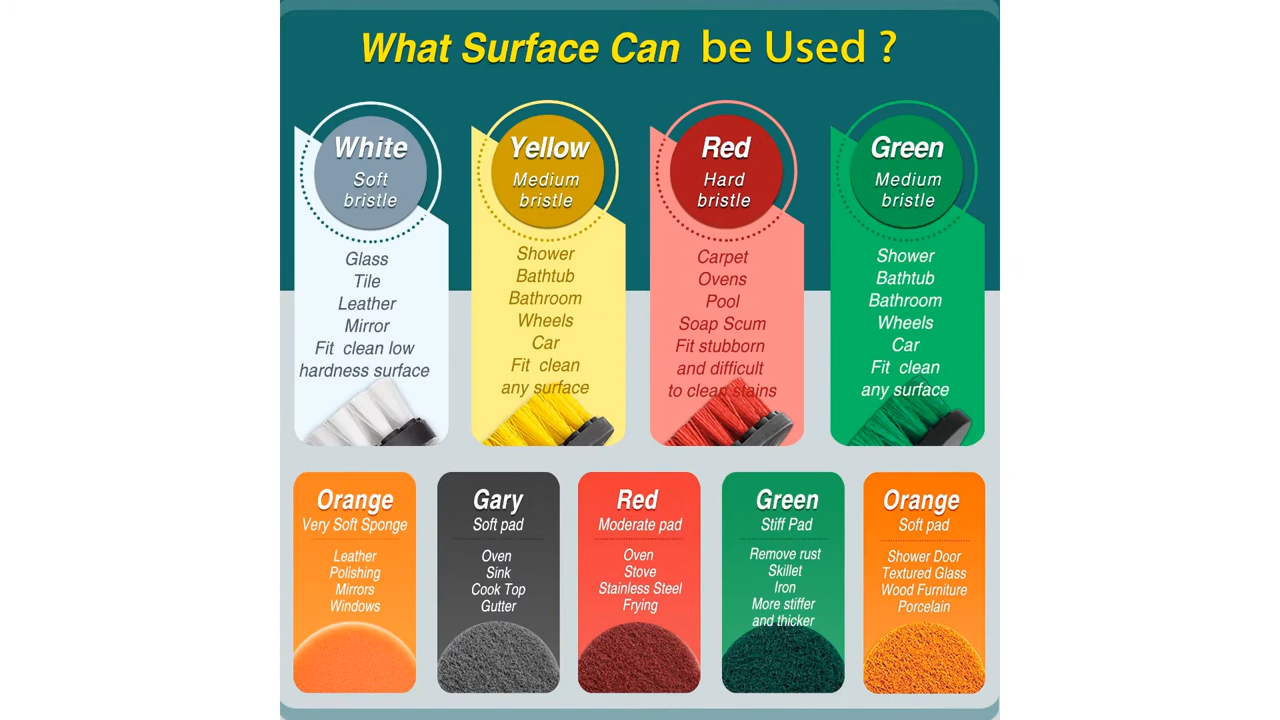 What Surface Can be Used ?
White
Soft
bristle
Glass
Tile
Leather
Mirror
Fit clean low
hardness surface
Yellow
Medium
bristle
Shower
Bathtub
Bathroom
Wheels
Car
Fit clean
any surface
Red
Hard
bristle
Carpet
Ovens
Pool
Soap Scum
Fit stubborn
and difficult
to clean stains
Green
Medium
bristle
Shower
Bathtub
Bathroom
Wheels
Car
Fit clean
any surface
Orange
Very Soft Sponge
Leather
Polishing
Mirrors
Windows
Gary
Soft pad
Oven
Sink
Cook Top
Gutter
Red
Moderate pad
Oven
Stove
Stainless Steel
Frying
Green
Stiff Pad
Remove rust
Skillet
Iron
More stiffer
and thicker
Orange
Soft pad
Shower Door
Textured Glass
Wood Furniture
Porcelain